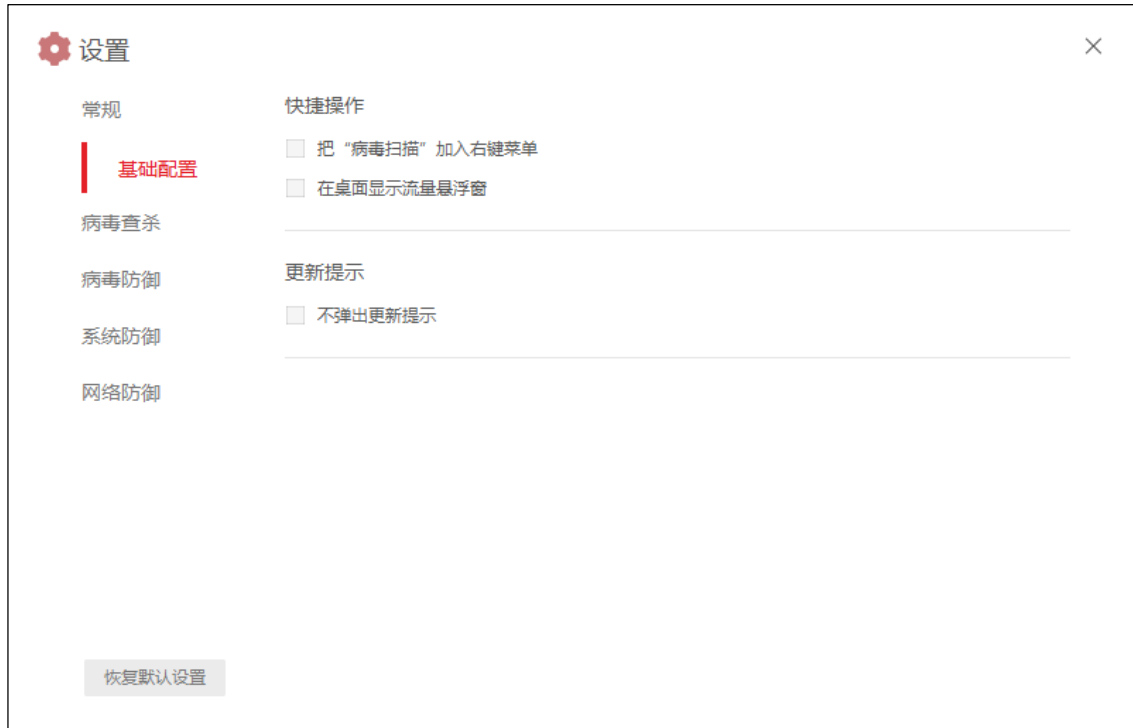 设置
常规
基础配置
病毒查杀
病毒防御
系统防御
网络防御
快捷操作
把“病毒扫描”加入右键菜单
在桌面显示流量悬浮窗
更新提示
不弹出更新提示
恢复默认设置